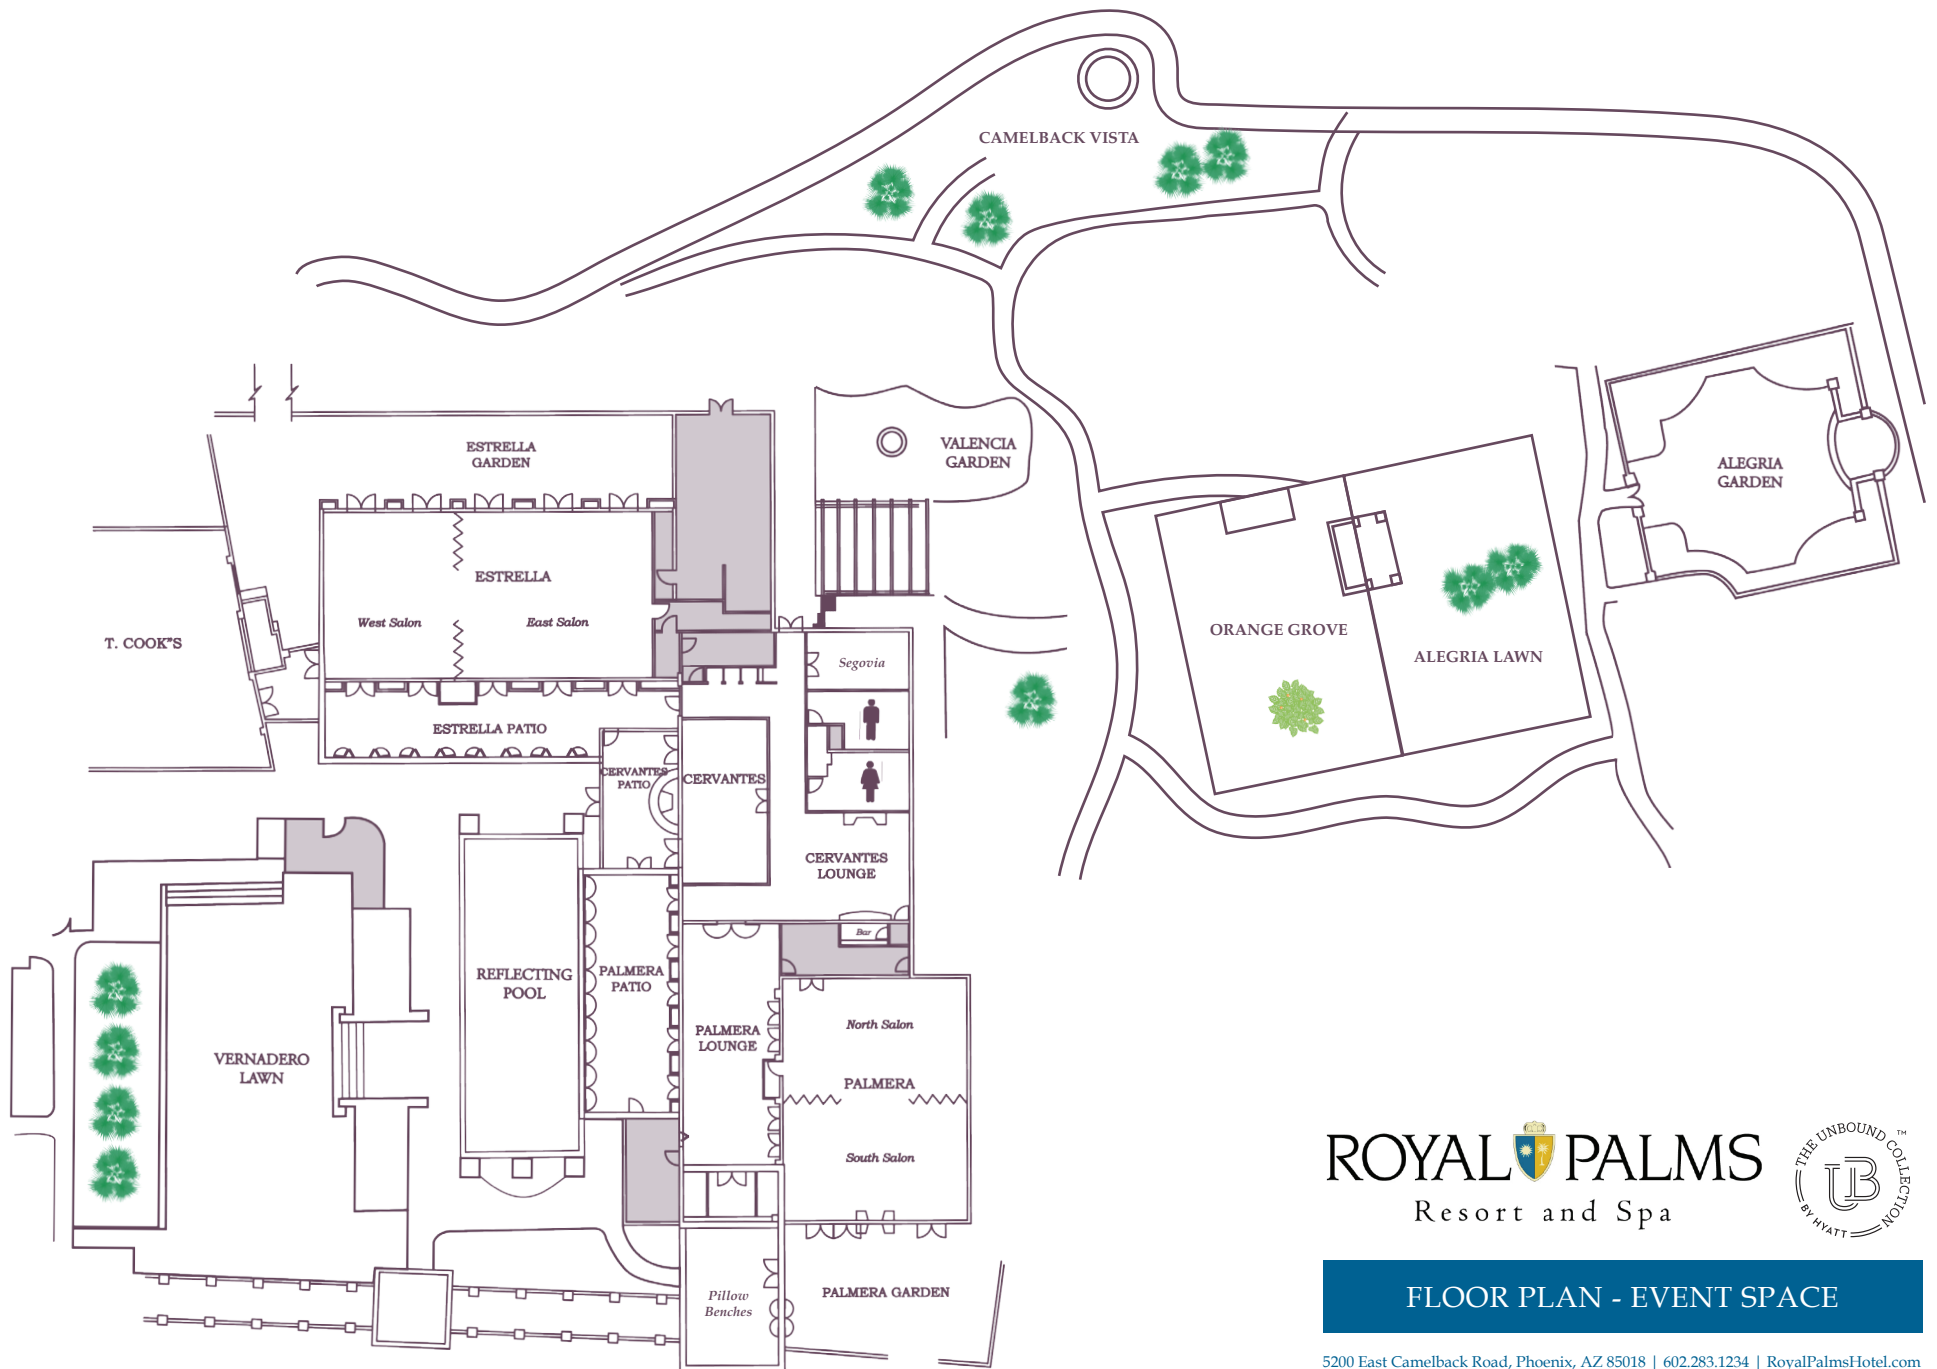 CAMELBACK VISTA
ESTRELLA
GARDEN
VALENCIA
GARDEN
ALEGRIA
GARDEN
ESTRELLA
West Salon
East Salon
T. COOK"S
ORANGE GROVE
ALEGRIA LAWN
Segovia
ESTRELLA PATIO
CERVANTES
PATIO
CERVANTES
CERVANTES
LOUNGE
Bar
REFLECTING
POOL
PALMERA
PATIO
PALMERA
LOUNGE
North Salon
PALMERA
South Salon
VERNADERO
LAWN
Pillow
Benches
PALMERA GARDEN
ROYAL PALMS
Resort and Spa
THE UNBOUND COLLECTION
™
UB
BY HYATT
FLOOR PLAN - EVENT SPACE
5200 East Camelback Road, Phoenix, AZ 85018 | 602.283.1234 | RoyalPalmsHotel.com